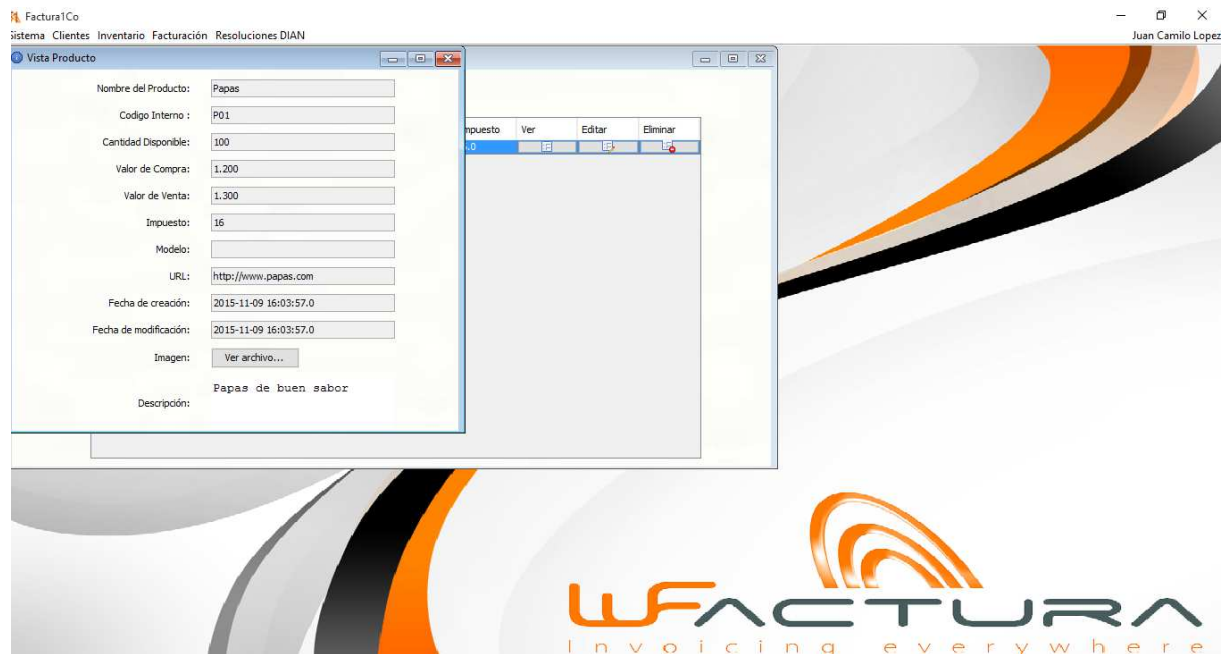 Factura1Co
Sistema Clientes Inventario Facturación Resoluciones DIAN
Juan Camilo Lopez
Vista Producto
Nombre del Producto: Papas
Codigo Interno : P01
Cantidad Disponible: 100
Valor de Compra: 1.200
Valor de Venta: 1.300
Impuesto: 16
Modelo:
URL: http://www.papas.com
Fecha de creación: 2015-11-09 16:03:57.0
Fecha de modificación: 2015-11-09 16:03:57.0
Imagen: Ver archivo...
Descripción: Papas de buen sabor
mpuesto Ver Editar Eliminar
.0
wFactura
Invoicing everywhere